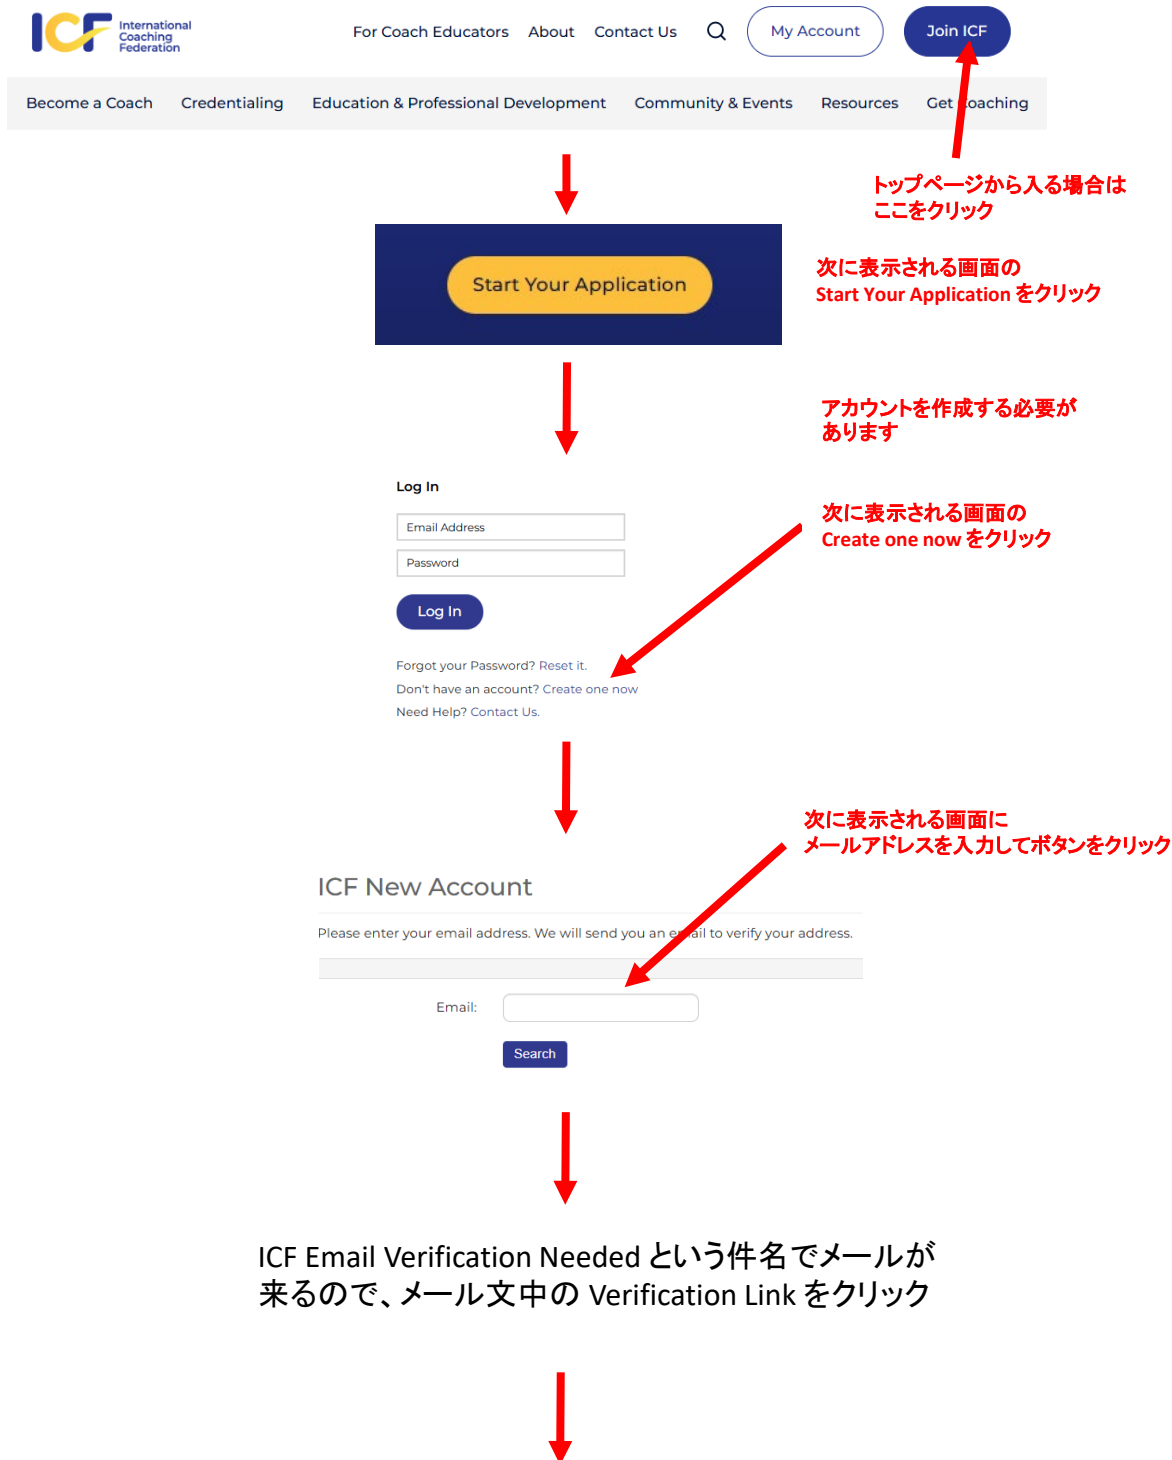 ICF International
Coaching
Federation
For Coach Educators About Contact Us My Account Join ICF
Become a Coach Credentialing Education & Professional Development Community & Events Resources Get Coaching
トップページから入る場合は
ここをクリック
Start Your Application
次に表示される画面の
Start Your Application をクリック
アカウントを作成する必要が
あります
Log In
Email Address
Password
Log In
次に表示される画面の
Create one now をクリック
Forgot your Password? Reset it.
Don't have an account? Create one now
Need Help? Contact Us.
次に表示される画面に
メールアドレスを入力してボタンをクリック
ICF New Account
Please enter your email address. We will send you an email to verify your address.
Email:
Search
ICF Email Verification Needed という件名でメールが
来るので、メール文中の Verification Link をクリック